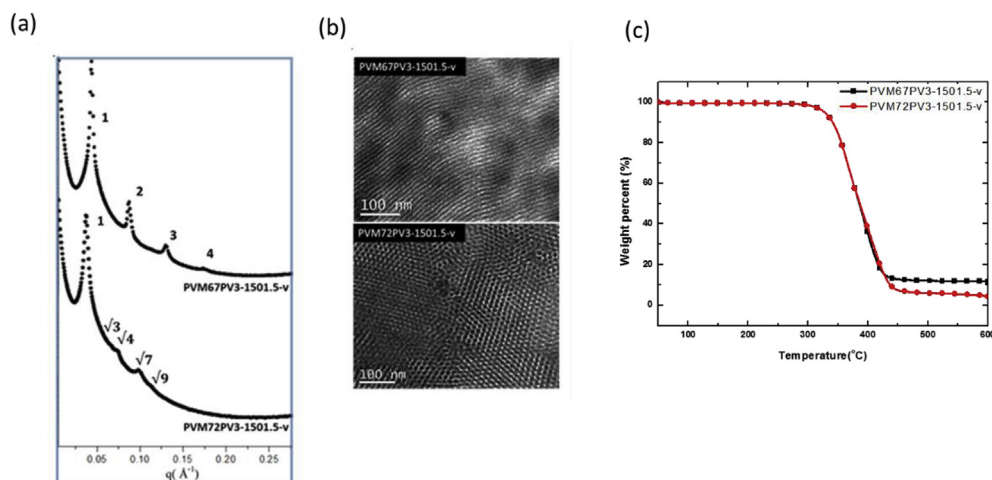 (a)
1
2
3
4
1
PVM67PV3-1501.5-v
√3
√4
√7
√9
PVM72PV3-1501.5-v
0.05 0.10 0.15 0.20 0.25
q( Å⁻¹)
(b)
PVM67PV3-1501.5-v
100 nm
PVM72PV3-1501.5-v
100 nm
(c)
PVM67PV3-1501.5-v
PVM72PV3-1501.5-v
100
80
60
40
20
0
Weight percent (%)
100 200 300 400 500 600
Temperature(°C)